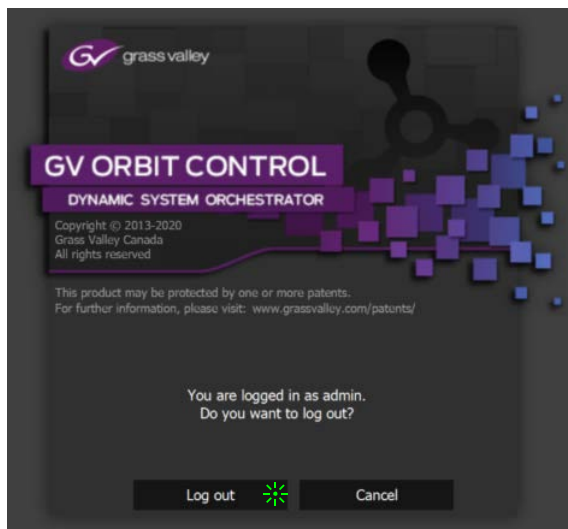 GV grass valley
GV ORBIT CONTROL
DYNAMIC SYSTEM ORCHESTRATOR
Copyright © 2013-2020
Grass Valley Canada
All rights reserved
This product may be protected by one or more patents.
For further information, please visit: www.grassvalley.com/patents/
You are logged in as admin.
Do you want to log out?
Log out Cancel